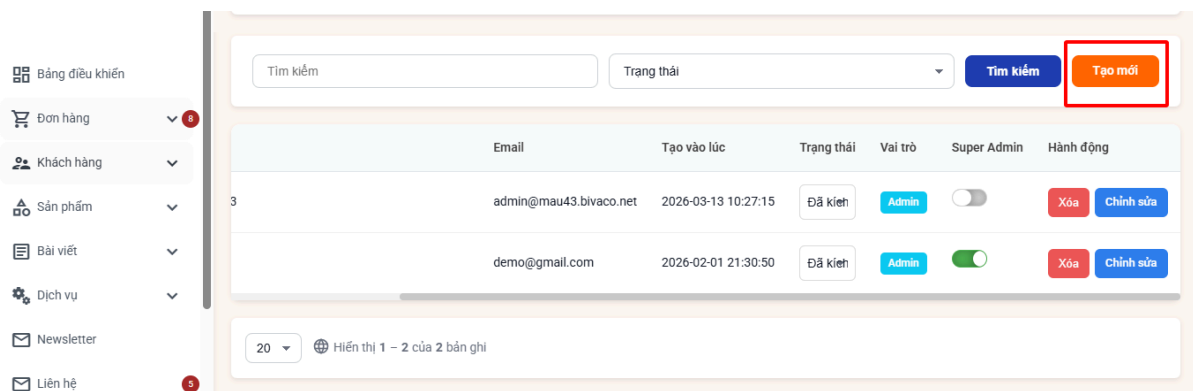 Bảng điều khiển
Đơn hàng 8
Khách hàng
Sản phẩm
Bài viết
Dịch vụ
Newsletter
Liên hệ 5
Tìm kiếm Trạng thái Tìm kiếm Tạo mới
Email Tạo vào lúc Trạng thái Vai trò Super Admin Hành động
3 admin@mau43.bivaco.net 2026-03-13 10:27:15 Đã kích Admin Xóa Chỉnh sửa
demo@gmail.com 2026-02-01 21:30:50 Đã kích Admin Xóa Chỉnh sửa
20 Hiển thị 1 – 2 của 2 bản ghi